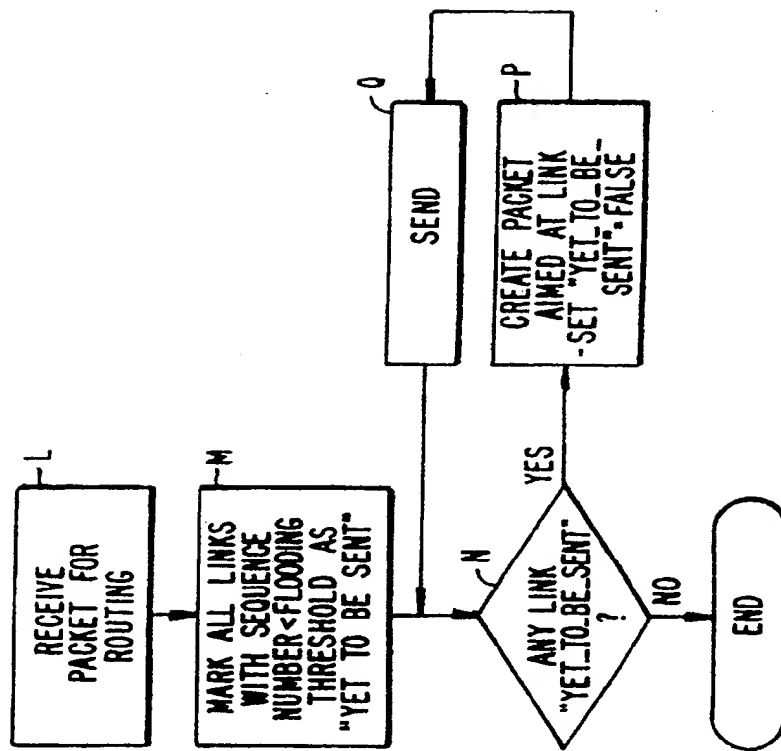 L
RECEIVE
PACKET FOR
ROUTING
M
MARK ALL LINKS
WITH SEQUENCE
NUMBER<FLOODING
THRESHOLD AS
"YET TO BE SENT"
N
ANY LINK
"YET_TO_BE_SENT"
?
YES
NO
P
CREATE PACKET
AIMED AT LINK
-SET "YET_TO_BE_
SENT"=FALSE
Q
SEND
END